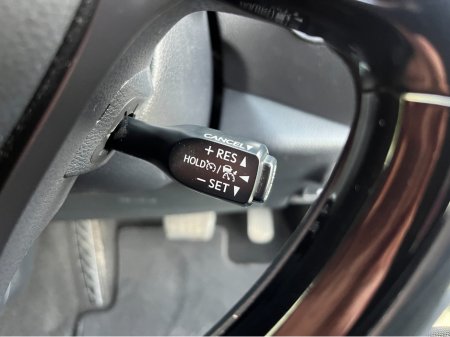 CANCEL▼
+ RES ▲
HOLD /
− SET ▼